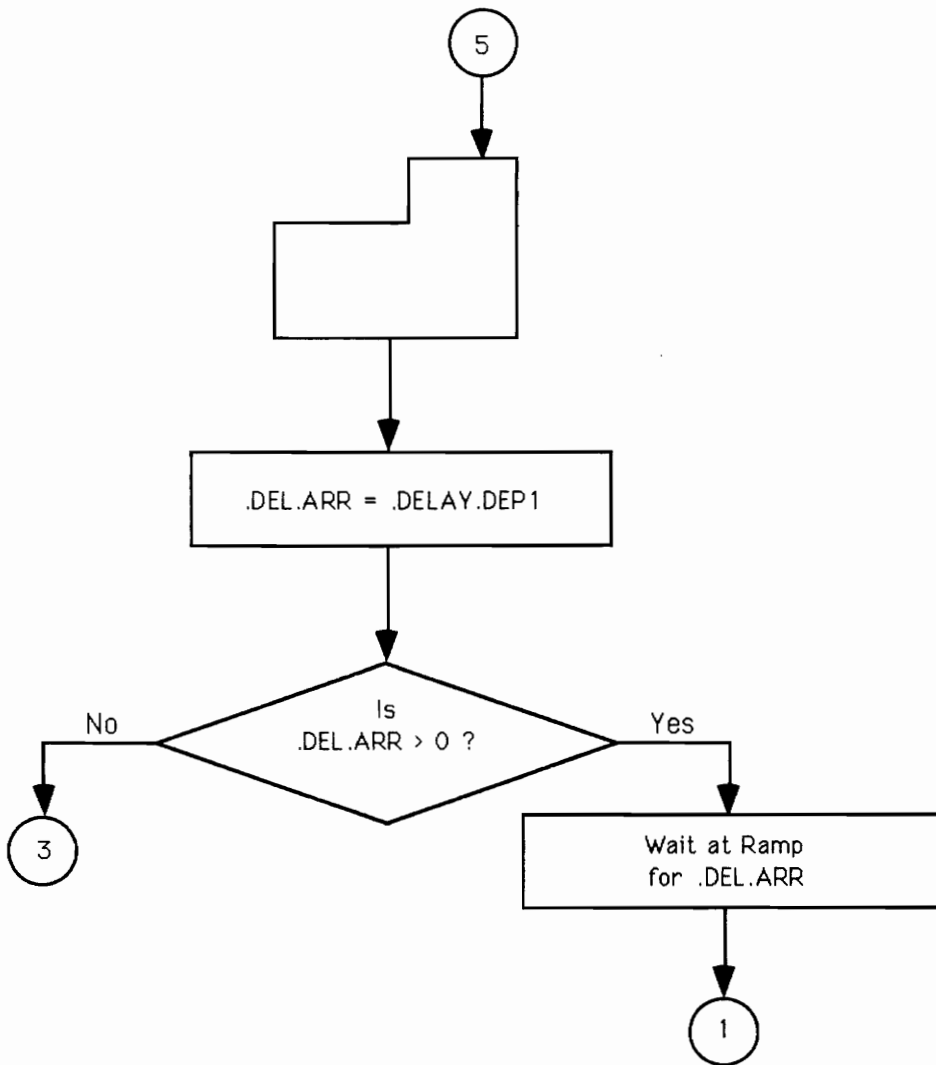 5
.DEL.ARR = .DELAY.DEP1
Is
.DEL.ARR > 0 ?
No
Yes
3
Wait at Ramp
for .DEL.ARR
1